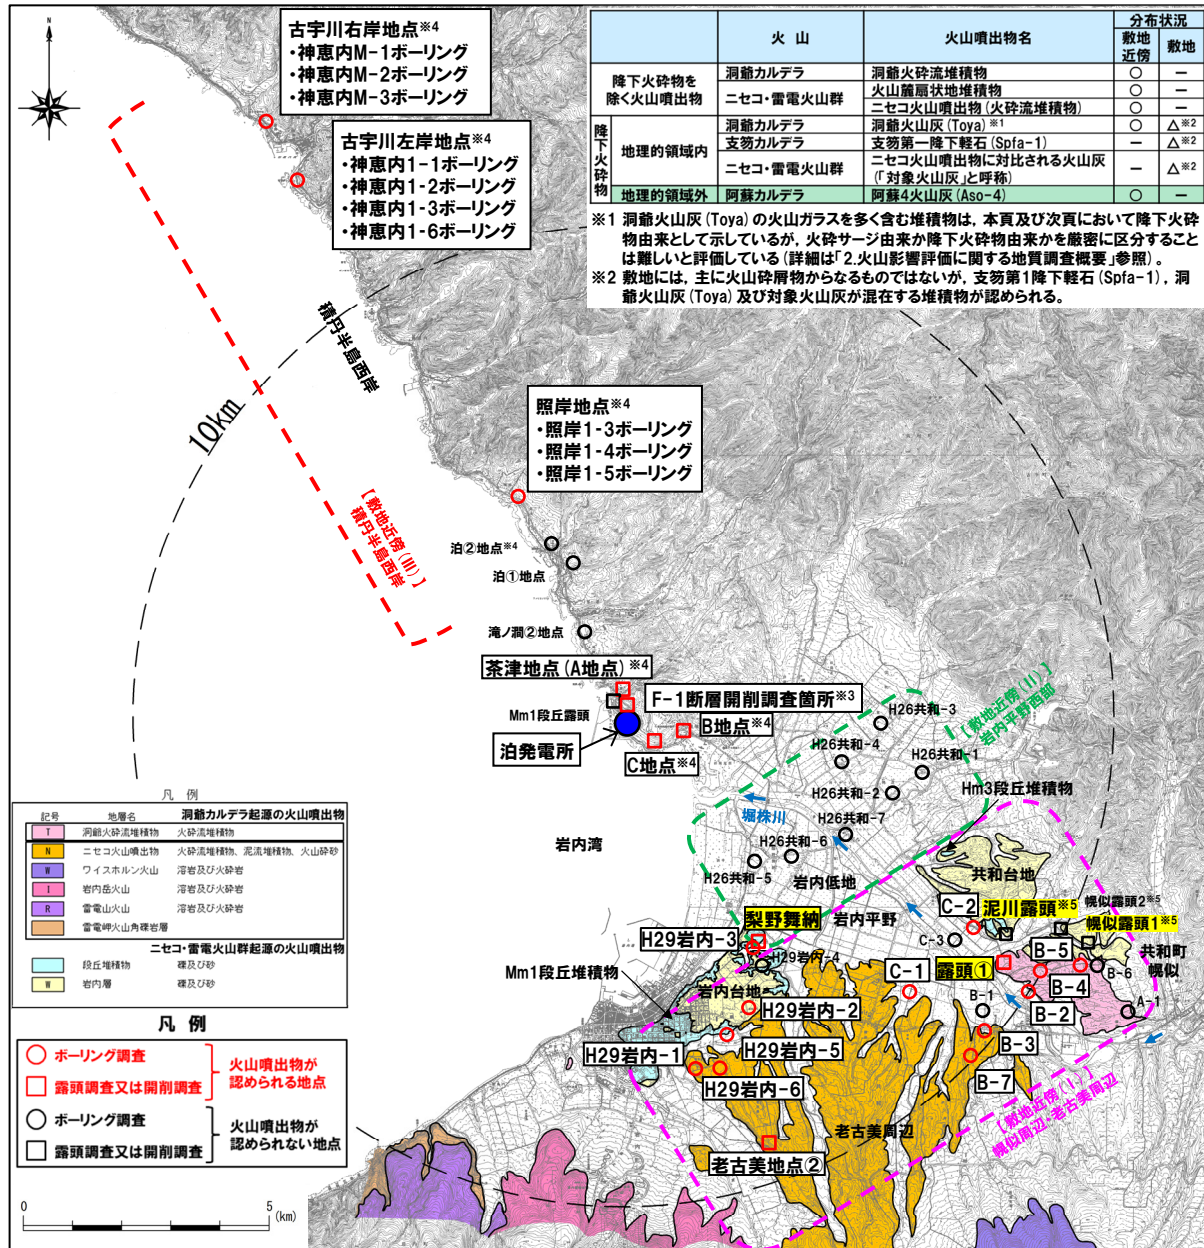 古宇川右岸地点※4
・神恵内M-1ボーリング
・神恵内M-2ボーリング
・神恵内M-3ボーリング
古宇川左岸地点※4
・神恵内1-1ボーリング
・神恵内1-2ボーリング
・神恵内1-3ボーリング
・神恵内1-6ボーリング
火 山 火山噴出物名 分布状況
敷地近傍 敷地
降下火砕物を除く火山噴出物 洞爺カルデラ 洞爺火砕流堆積物 ○ －
ニセコ・雷電火山群 火山麓扇状地堆積物 ○ －
ニセコ火山噴出物(火砕流堆積物) ○ －
降下火砕物 地理的領域内 洞爺カルデラ 洞爺火山灰(Toya)※1 ○ △※2
支笏カルデラ 支笏第一降下軽石(Spfa-1) － △※2
ニセコ・雷電火山群 ニセコ火山噴出物に対比される火山灰(「対象火山灰」と呼称) － △※2
地理的領域外 阿蘇カルデラ 阿蘇4火山灰(Aso-4) ○ －
※1 洞爺火山灰(Toya)の火山ガラスを多く含む堆積物は，本頁及び次頁において降下火砕
物由来として示しているが，火砕サージ由来か降下火砕物由来かを厳密に区分すること
は難しいと評価している(詳細は「2.火山影響評価に関する地質調査概要」参照)。
※2 敷地には，主に火山砕屑物からなるものではないが，支笏第1降下軽石(Spfa-1)，洞
爺火山灰(Toya)及び対象火山灰が混在する堆積物が認められる。
N
積丹半島西岸
10km
照岸地点※4
・照岸1-3ボーリング
・照岸1-4ボーリング
・照岸1-5ボーリング
【敷地近傍(Ⅲ)】
積丹半島西岸
泊②地点※4
泊①地点
滝ノ澗②地点
茶津地点(A地点)※4
F-1断層開削調査箇所※3
Mm1段丘露頭
B地点※4
泊発電所
C地点※4
【敷地近傍(Ⅱ)】
岩内平野西部
H26共和-3
H26共和-4
H26共和-1
H26共和-2
Hm3段丘堆積物
堀株川
H26共和-7
H26共和-6
H26共和-5
岩内湾
岩内低地
共和台地
岩内平野
C-2
泥川露頭※5
幌似露頭2※5
幌似露頭1※5
梨野舞納
H29岩内-3
H29岩内-4
C-3
B-5
共和町
幌似
Mm1段丘堆積物
C-1
露頭①
B-6
B-4
岩内台地
H29岩内-2
B-1
B-2
A-1
H29岩内-1
H29岩内-5
B-3
H29岩内-6
B-7
老古美周辺
【敷地近傍(Ⅰ)】
幌似周辺・老古美周辺
老古美地点②
凡 例
記号 地層名 洞爺カルデラ起源の火山噴出物
T 洞爺火砕流堆積物 火砕流堆積物
N ニセコ火山噴出物 火砕流堆積物、泥流堆積物、火山砕砂
W ワイスホルン火山 溶岩及び火砕岩
I 岩内岳火山 溶岩及び火砕岩
R 雷電山火山 溶岩及び火砕岩
雷電岬火山角礫岩層
ニセコ・雷電火山群起源の火山噴出物
段丘堆積物 礫及び砂
W 岩内層 礫及び砂
凡 例
ボーリング調査
露頭調査又は開削調査
火山噴出物が
認められる地点
ボーリング調査
露頭調査又は開削調査
火山噴出物が
認められない地点
0 5 (km)